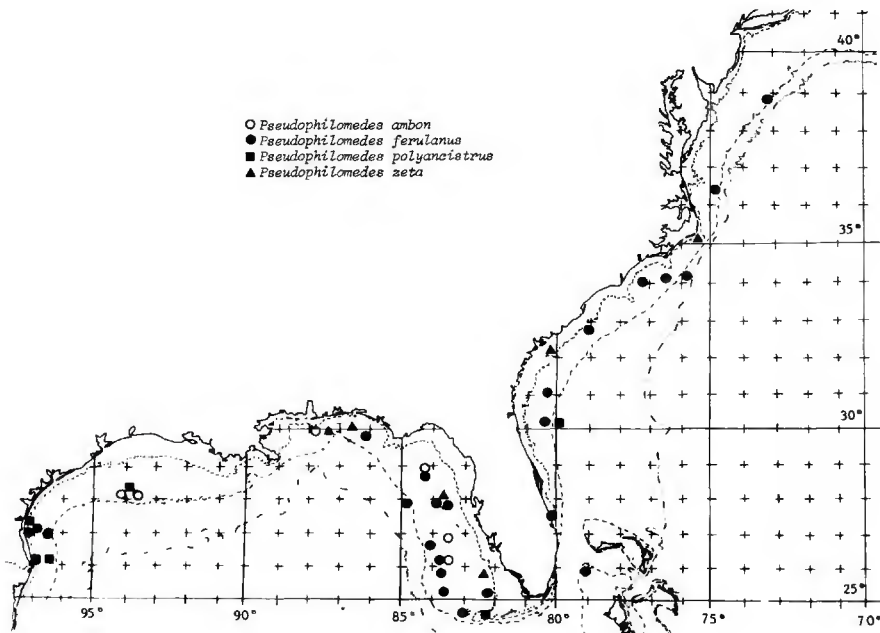 Pseudophilomedes ambon
Pseudophilomedes ferulanus
Pseudophilomedes polyancistrus
Pseudophilomedes zeta
40°
35°
30°
25°
95°
90°
85°
80°
75°
70°